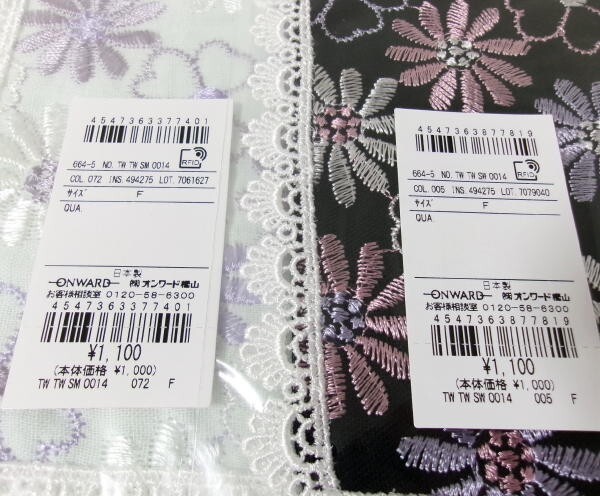 4547363377401
664-5 NO. TW TW SM 0014 RFID
COL. 072 INS. 494275 LOT. 7061627
ｻｲｽﾞ F
QUA.
日本製
ONWARD ㈱オンワード樫山
お客様相談室 0120-58-6300
4547363377401
¥1,100
(本体価格 ¥1,000)
TW TW SM 0014 072 F
4547363877819
664-5 NO. TW TW SW 0014 RFID
COL. 005 INS. 494275 LOT. 7079040
ｻｲｽﾞ F
QUA.
日本製
ONWARD ㈱オンワード樫山
お客様相談室 0120-58-6300
4547363877819
¥1,100
(本体価格 ¥1,000)
TW TW SW 0014 005 F